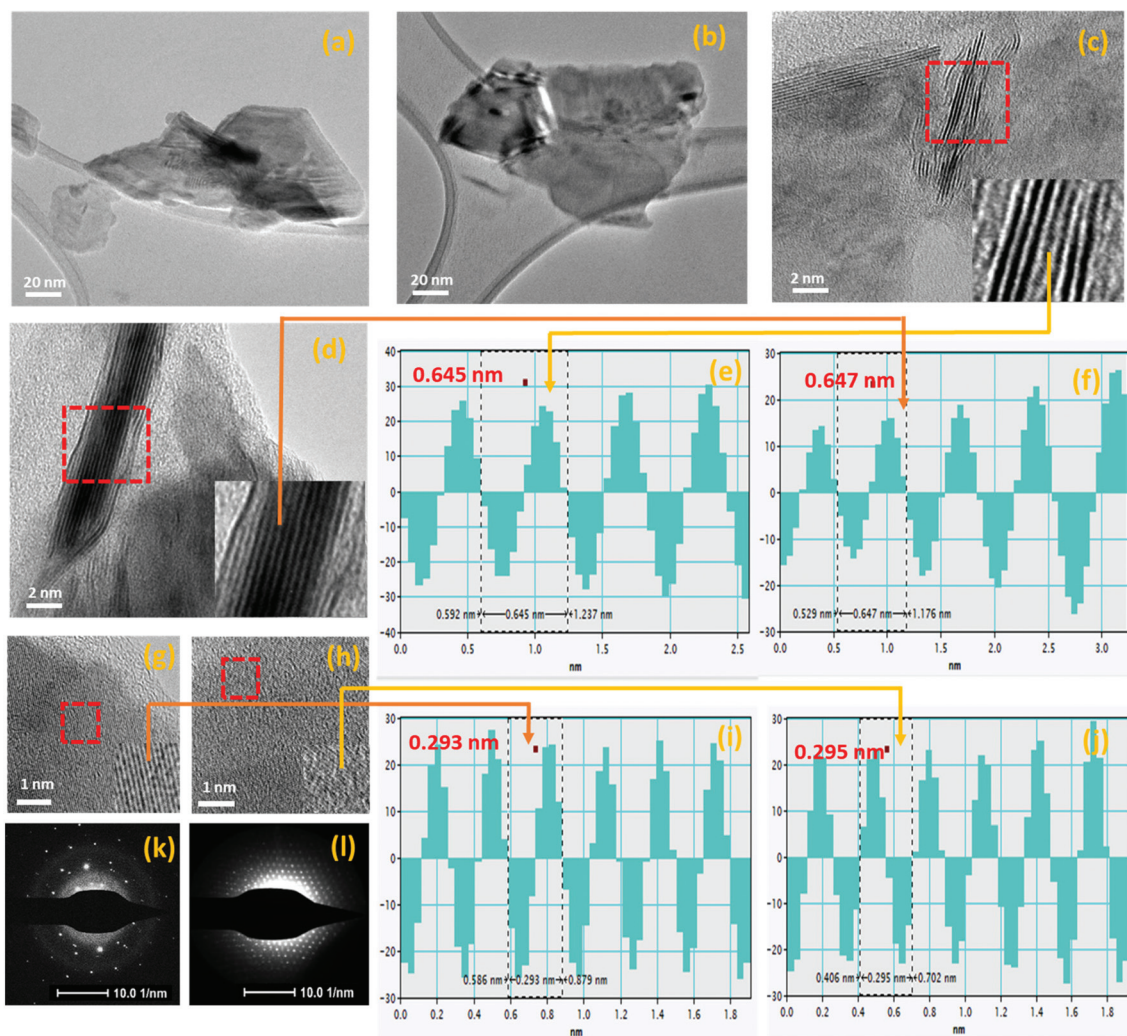 (a)
20 nm
(b)
20 nm
(c)
2 nm
(d)
2 nm
(e)
0.645 nm
40
30
20
10
0
-10
-20
-30
-40
0.592 nm
0.645 nm
1.237 nm
0.0 0.5 1.0 1.5 2.0 2.5
nm
(f)
0.647 nm
30
20
10
0
-10
-20
-30
0.529 nm
0.647 nm
1.176 nm
0.0 0.5 1.0 1.5 2.0 2.5 3.0
nm
(g)
1 nm
(h)
1 nm
(i)
0.293 nm
30
20
10
0
-10
-20
-30
0.586 nm
0.293 nm
0.879 nm
0.0 0.2 0.4 0.6 0.8 1.0 1.2 1.4 1.6 1.8
nm
(j)
0.295 nm
30
20
10
0
-10
-20
-30
0.406 nm
0.295 nm
0.702 nm
0.0 0.2 0.4 0.6 0.8 1.0 1.2 1.4 1.6 1.8
nm
(k)
10.0 1/nm
(l)
10.0 1/nm